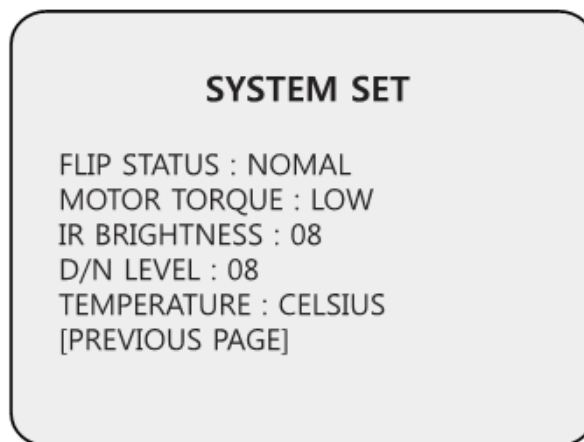 SYSTEM SET
FLIP STATUS : NOMAL
MOTOR TORQUE : LOW
IR BRIGHTNESS : 08
D/N LEVEL : 08
TEMPERATURE : CELSIUS
[PREVIOUS PAGE]